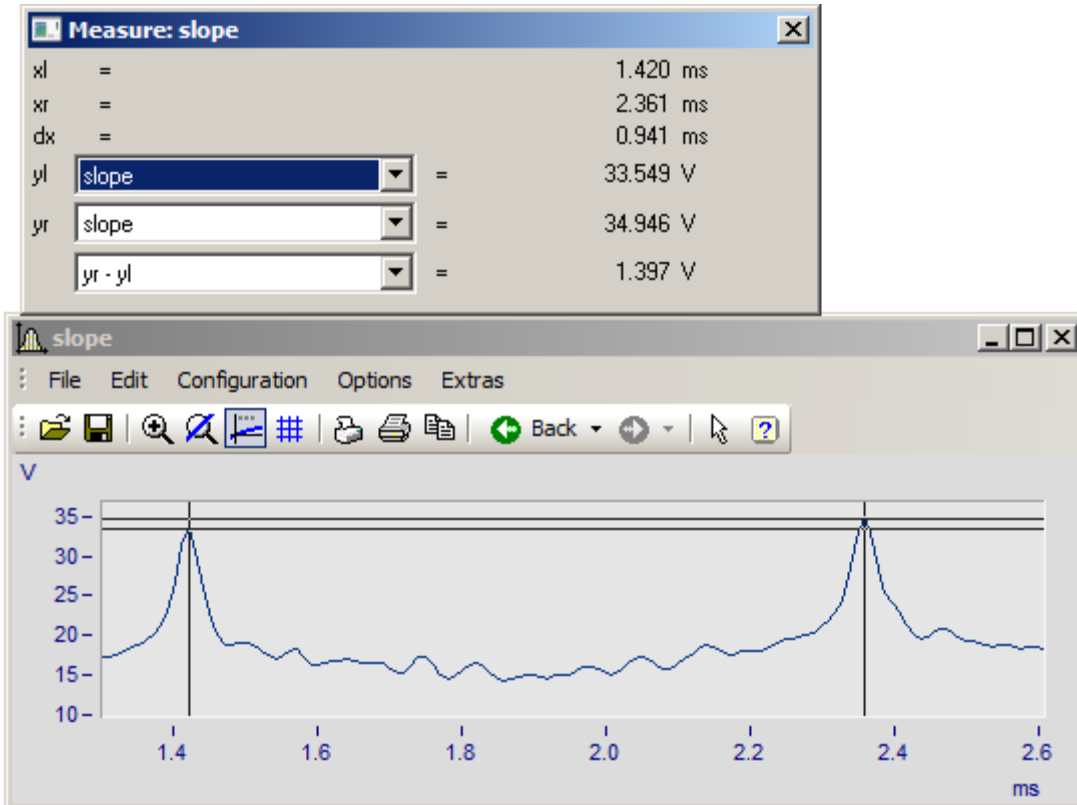 Measure: slope
xl = 1.420 ms
xr = 2.361 ms
dx = 0.941 ms
yl slope = 33.549 V
yr slope = 34.946 V
yr - yl = 1.397 V
slope
File Edit Configuration Options Extras
Back
V
35
30
25
20
15
10
1.4 1.6 1.8 2.0 2.2 2.4 2.6
ms